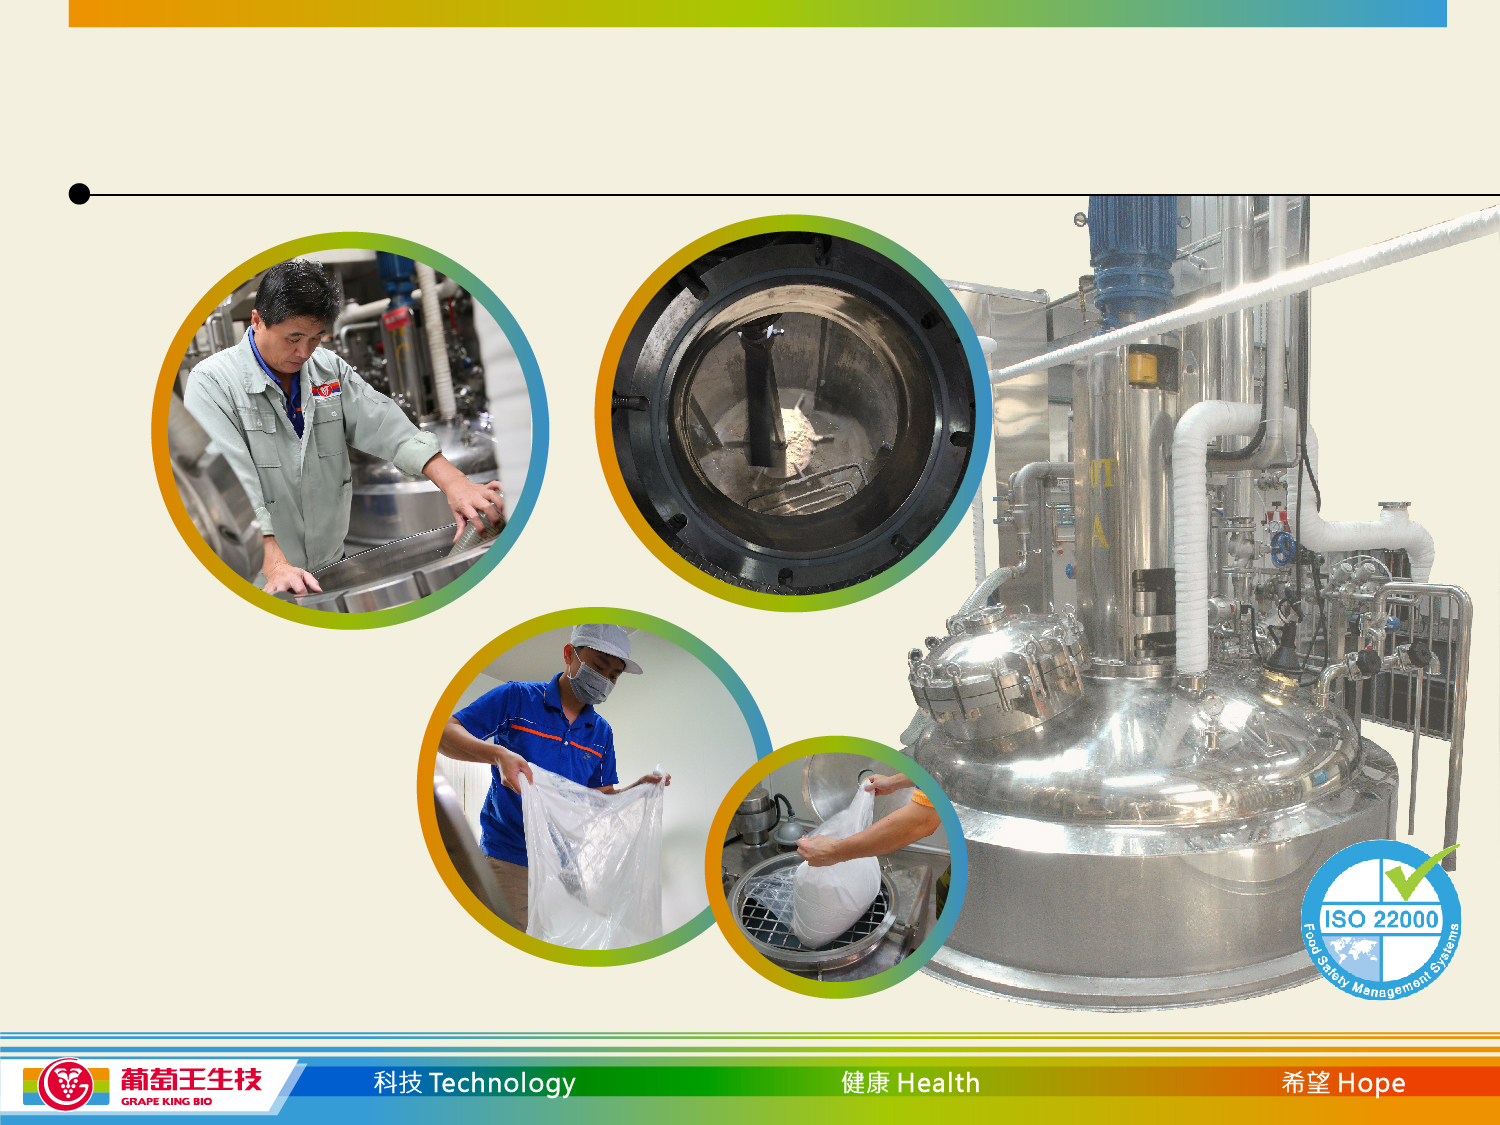 OT
A
ISO 22000
Food Safety Management Systems
葡萄王生技
GRAPE KING BIO
科技 Technology
健康 Health
希望 Hope